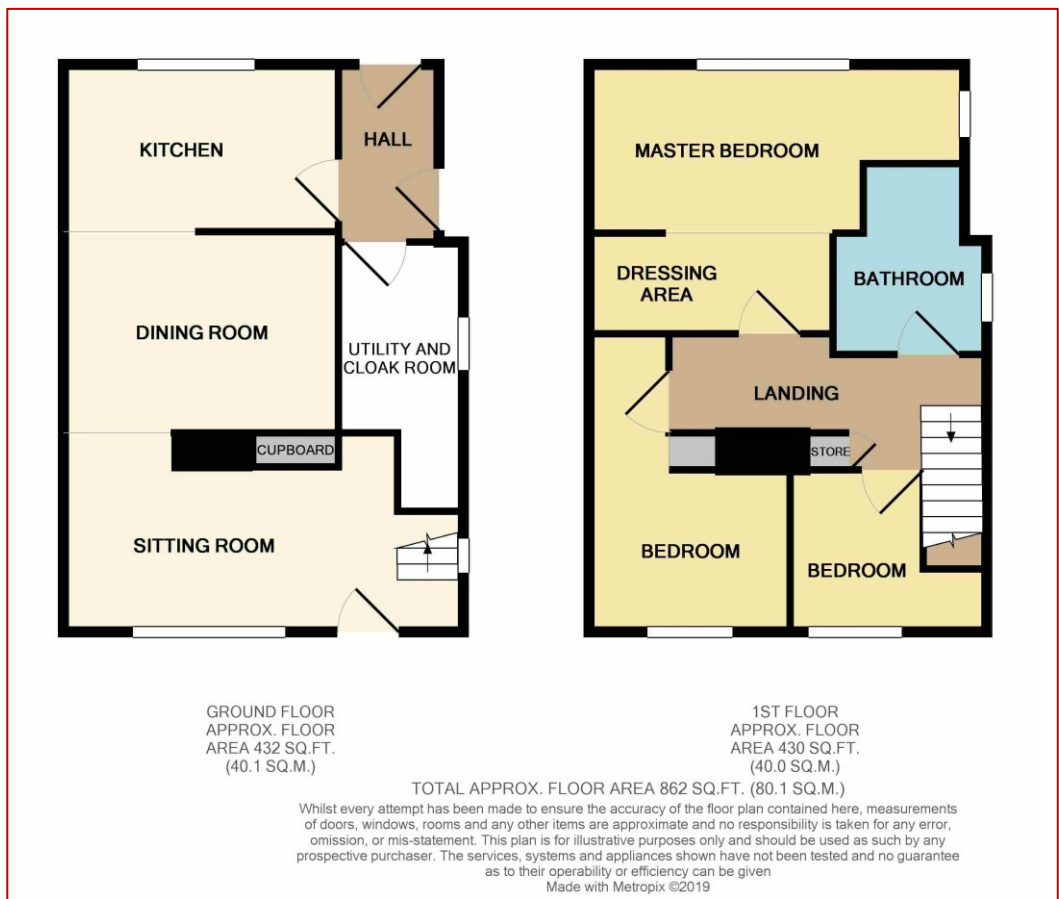 KITCHEN
HALL
DINING ROOM
UTILITY AND
CLOAK ROOM
CUPBOARD
SITTING ROOM
MASTER BEDROOM
DRESSING
AREA
BATHROOM
LANDING
STORE
BEDROOM
BEDROOM
GROUND FLOOR
APPROX. FLOOR
AREA 432 SQ.FT.
(40.1 SQ.M.)
1ST FLOOR
APPROX. FLOOR
AREA 430 SQ.FT.
(40.0 SQ.M.)
TOTAL APPROX. FLOOR AREA 862 SQ.FT. (80.1 SQ.M.)
Whilst every attempt has been made to ensure the accuracy of the floor plan contained here, measurements
of doors, windows, rooms and any other items are approximate and no responsibility is taken for any error,
omission, or mis-statement. This plan is for illustrative purposes only and should be used as such by any
prospective purchaser. The services, systems and appliances shown have not been tested and no guarantee
as to their operability or efficiency can be given
Made with Metropix ©2019